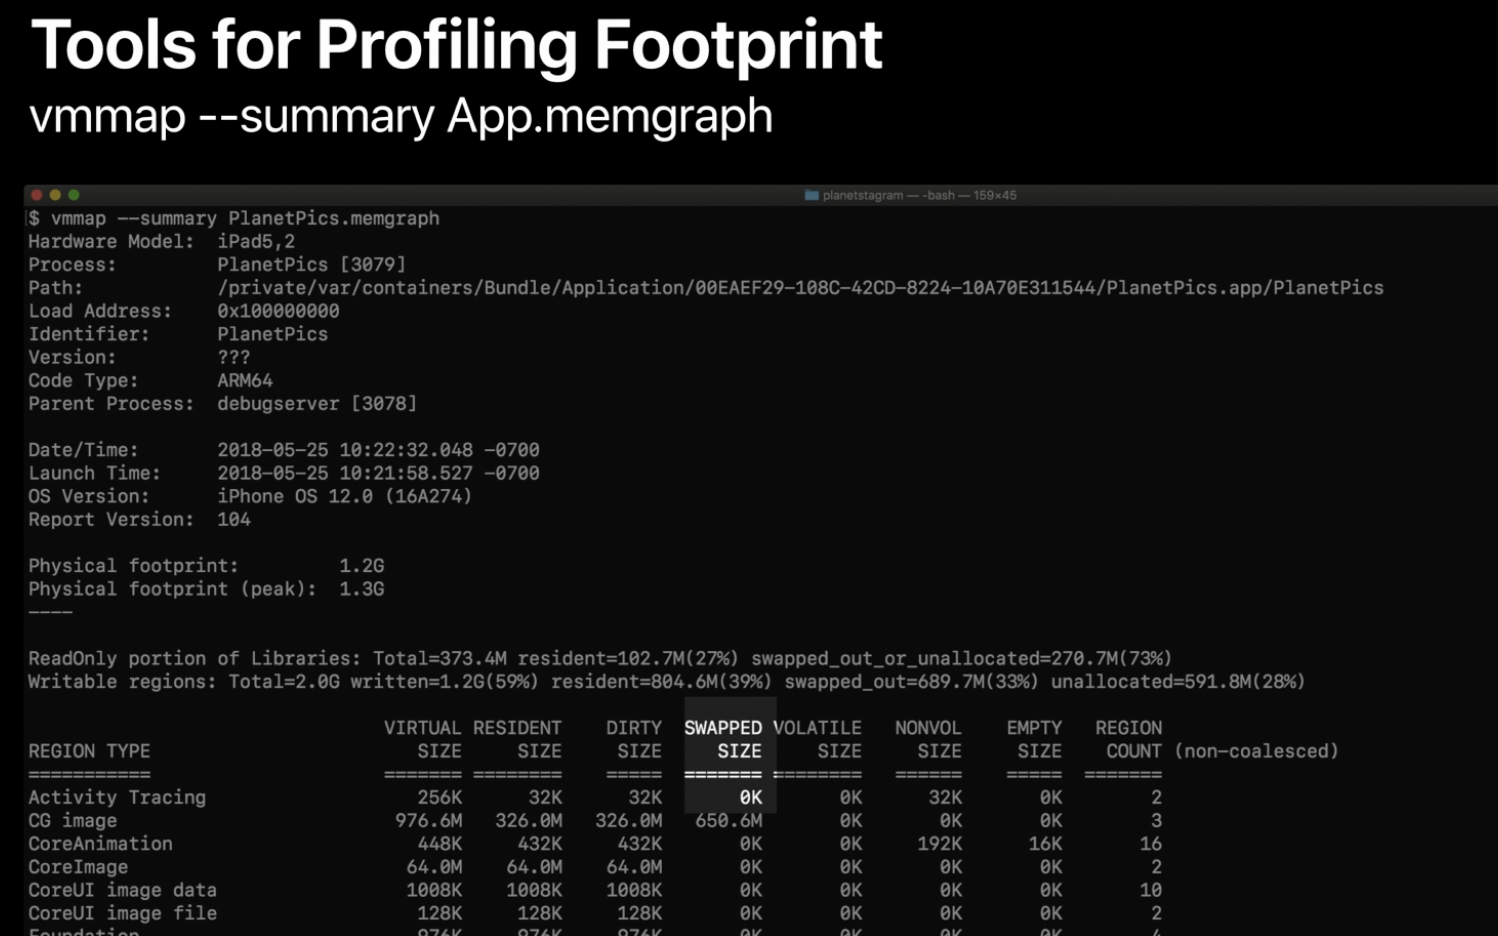 Tools for Profiling Footprint
vmmap --summary App.memgraph
planetstagram — -bash — 159×45
$ vmmap --summary PlanetPics.memgraph
Hardware Model:  iPad5,2
Process:         PlanetPics [3079]
Path:            /private/var/containers/Bundle/Application/00EAEF29-108C-42CD-8224-10A70E311544/PlanetPics.app/PlanetPics
Load Address:    0x100000000
Identifier:      PlanetPics
Version:         ???
Code Type:       ARM64
Parent Process:  debugserver [3078]
Date/Time:       2018-05-25 10:22:32.048 -0700
Launch Time:     2018-05-25 10:21:58.527 -0700
OS Version:      iPhone OS 12.0 (16A274)
Report Version:  104
Physical footprint:         1.2G
Physical footprint (peak):  1.3G
----
ReadOnly portion of Libraries: Total=373.4M resident=102.7M(27%) swapped_out_or_unallocated=270.7M(73%)
Writable regions: Total=2.0G written=1.2G(59%) resident=804.6M(39%) swapped_out=689.7M(33%) unallocated=591.8M(28%)
VIRTUAL RESIDENT    DIRTY  SWAPPED VOLATILE   NONVOL    EMPTY   REGION
REGION TYPE                        SIZE     SIZE     SIZE     SIZE     SIZE     SIZE     SIZE    COUNT (non-coalesced)
===========                     ======= ========    =====  ======= ========   ======    =====  =======
Activity Tracing                   256K      32K      32K       0K       0K      32K       0K        2
CG image                         976.6M   326.0M   326.0M   650.6M       0K       0K       0K        3
CoreAnimation                      448K     432K     432K       0K       0K     192K      16K       16
CoreImage                         64.0M    64.0M    64.0M       0K       0K       0K       0K        2
CoreUI image data                 1008K    1008K    1008K       0K       0K       0K       0K       10
CoreUI image file                  128K     128K     128K       0K       0K       0K       0K        2
Foundation                         976K     976K     976K       0K       0K       0K       0K        4